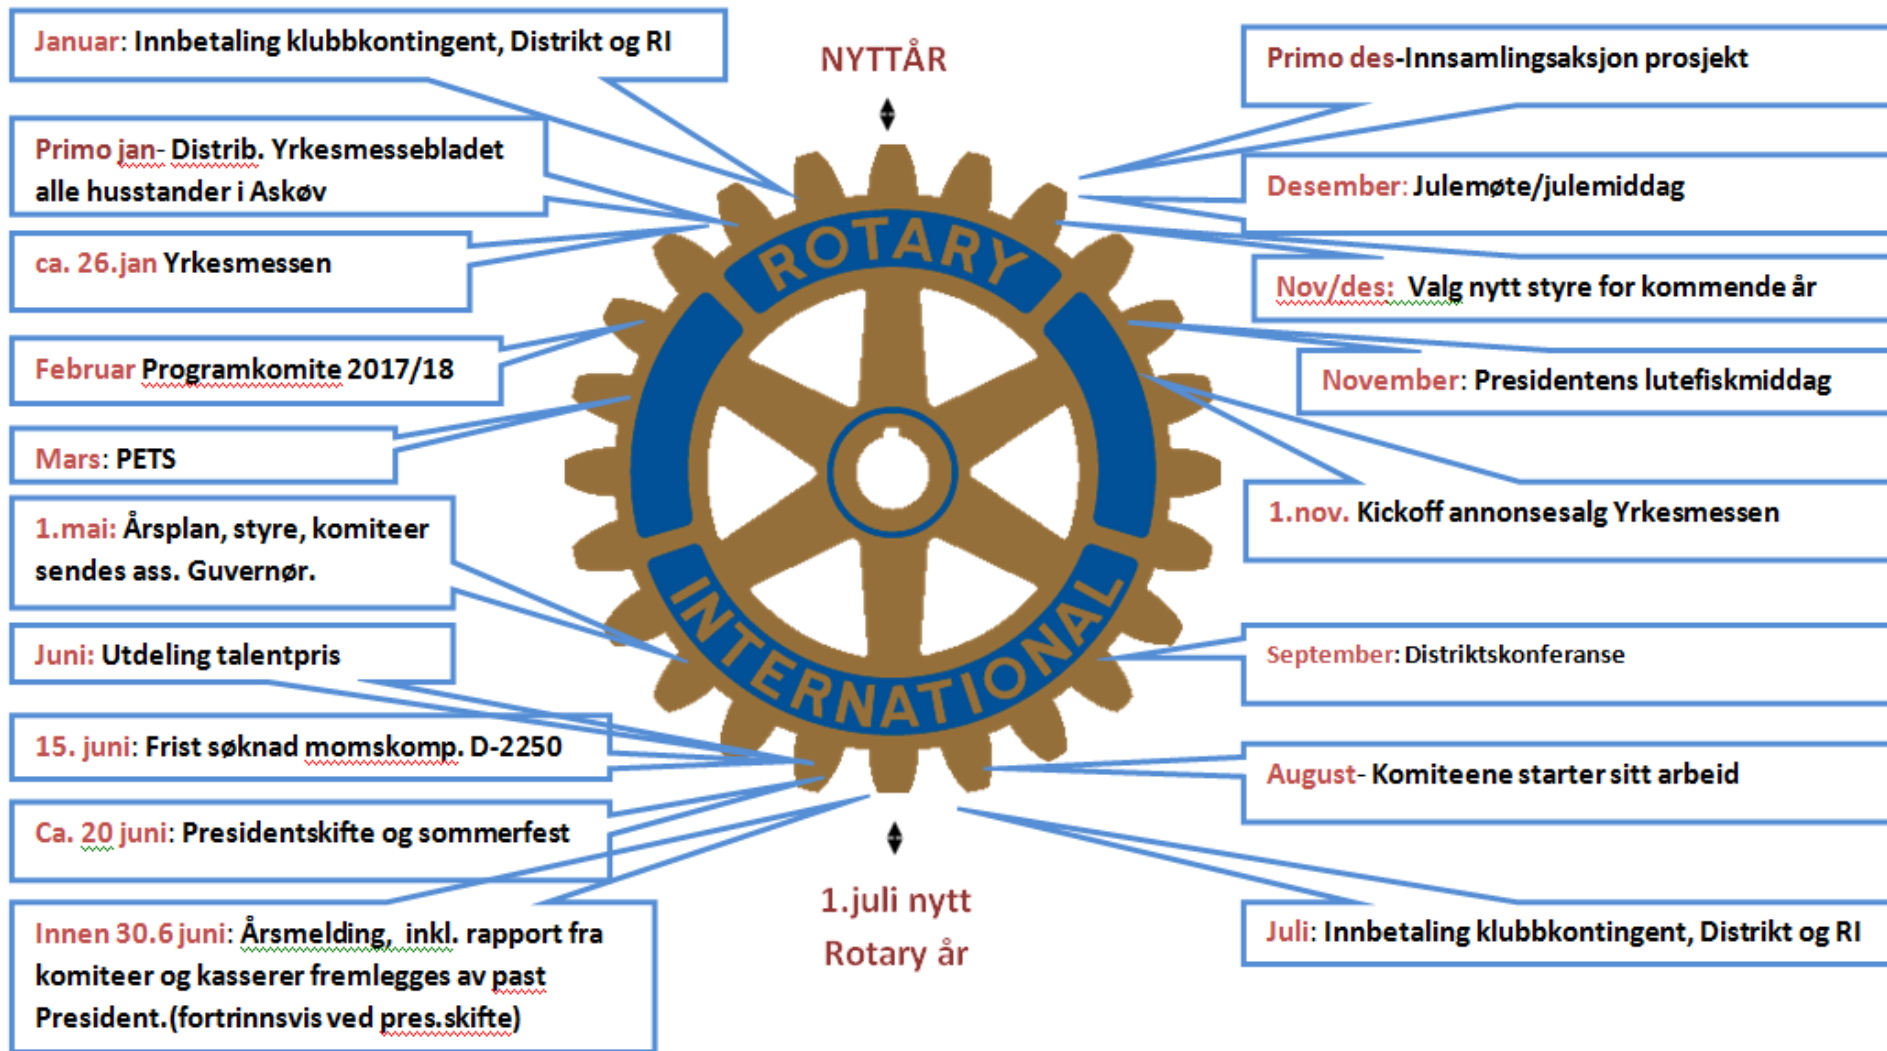 Januar: Innbetaling klubbkontingent, Distrikt og RI
Primo jan- Distrib. Yrkesmessebladet
alle husstander i Askøv
ca. 26.jan Yrkesmessen
Februar Programkomite 2017/18
Mars: PETS
1.mai: Årsplan, styre, komiteer
sendes ass. Guvernør.
Juni: Utdeling talentpris
15. juni: Frist søknad momskomp. D-2250
Ca. 20 juni: Presidentskifte og sommerfest
Innen 30.6 juni: Årsmelding, inkl. rapport fra
komiteer og kasserer fremlegges av past
President.(fortrinnsvis ved pres.skifte)
NYTTÅR
ROTARY
INTERNATIONAL
1.juli nytt
Rotary år
Primo des-Innsamlingsaksjon prosjekt
Desember: Julemøte/julemiddag
Nov/des: Valg nytt styre for kommende år
November: Presidentens lutefiskmiddag
1.nov. Kickoff annonsesalg Yrkesmessen
September: Distriktskonferanse
August- Komiteene starter sitt arbeid
Juli: Innbetaling klubbkontingent, Distrikt og RI